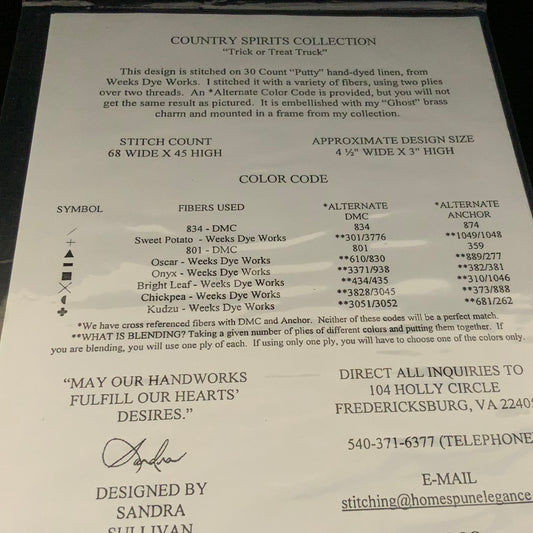 COUNTRY SPIRITS COLLECTION
"Trick or Treat Truck"
This design is stitched on 30 Count "Putty" hand-dyed linen, from
Weeks Dye Works. I stitched it with a variety of fibers, using two plies
over two threads. An *Alternate Color Code is provided, but you will not
get the same result as pictured. It is embellished with my "Ghost" brass
charm and mounted in a frame from my collection.
STITCH COUNT
68 WIDE X 45 HIGH
APPROXIMATE DESIGN SIZE
4 ½" WIDE X 3" HIGH
COLOR CODE
SYMBOL FIBERS USED *ALTERNATE DMC *ALTERNATE ANCHOR
834 - DMC 834 874
Sweet Potato - Weeks Dye Works **301/3776 **1049/1048
801 - DMC 801 359
Oscar - Weeks Dye Works **610/830 **889/277
Onyx - Weeks Dye Works **3371/938 **382/381
Bright Leaf - Weeks Dye Works **434/435 **310/1046
Chickpea - Weeks Dye Works **3828/3045 **373/888
Kudzu - Weeks Dye Works **3051/3052 **681/262
*We have cross referenced fibers with DMC and Anchor. Neither of these codes will be a perfect match.
**WHAT IS BLENDING? Taking a given number of plies of different colors and putting them together. If
you are blending, you will use one ply of each. If using only one ply, you will have to choose one of the colors only.
"MAY OUR HANDWORKS
FULFILL OUR HEARTS'
DESIRES."
Sandra
DESIGNED BY
SANDRA
SULLIVAN
DIRECT ALL INQUIRIES TO
104 HOLLY CIRCLE
FREDERICKSBURG, VA 2240
540-371-6377 (TELEPHONE
E-MAIL
stitching@homespunelegance